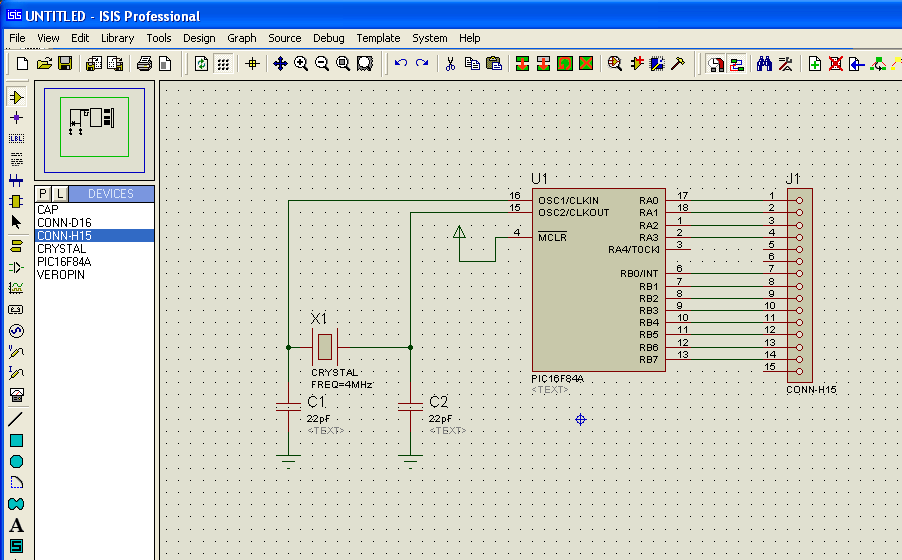 UNTITLED - ISIS Professional
File View Edit Library Tools Design Graph Source Debug Template System Help
LBL
P L DEVICES
CAP
CONN-D16
CONN-H15
CRYSTAL
PIC16F84A
VEROPIN
A
S
U1
J1
16 OSC1/CLKIN RA0 17 1
15 OSC2/CLKOUT RA1 18 2
RA2 1 3
4 MCLR RA3 2 4
RA4/T0CKI 3 5
6
RB0/INT 6 7
RB1 7 8
RB2 8 9
RB3 9 10
RB4 10 11
RB5 11 12
RB6 12 13
RB7 13 14
15
PIC16F84A
<TEXT>
CONN-H15
X1
CRYSTAL
FREQ=4MHz
C1
22pF
<TEXT>
C2
22pF
<TEXT>